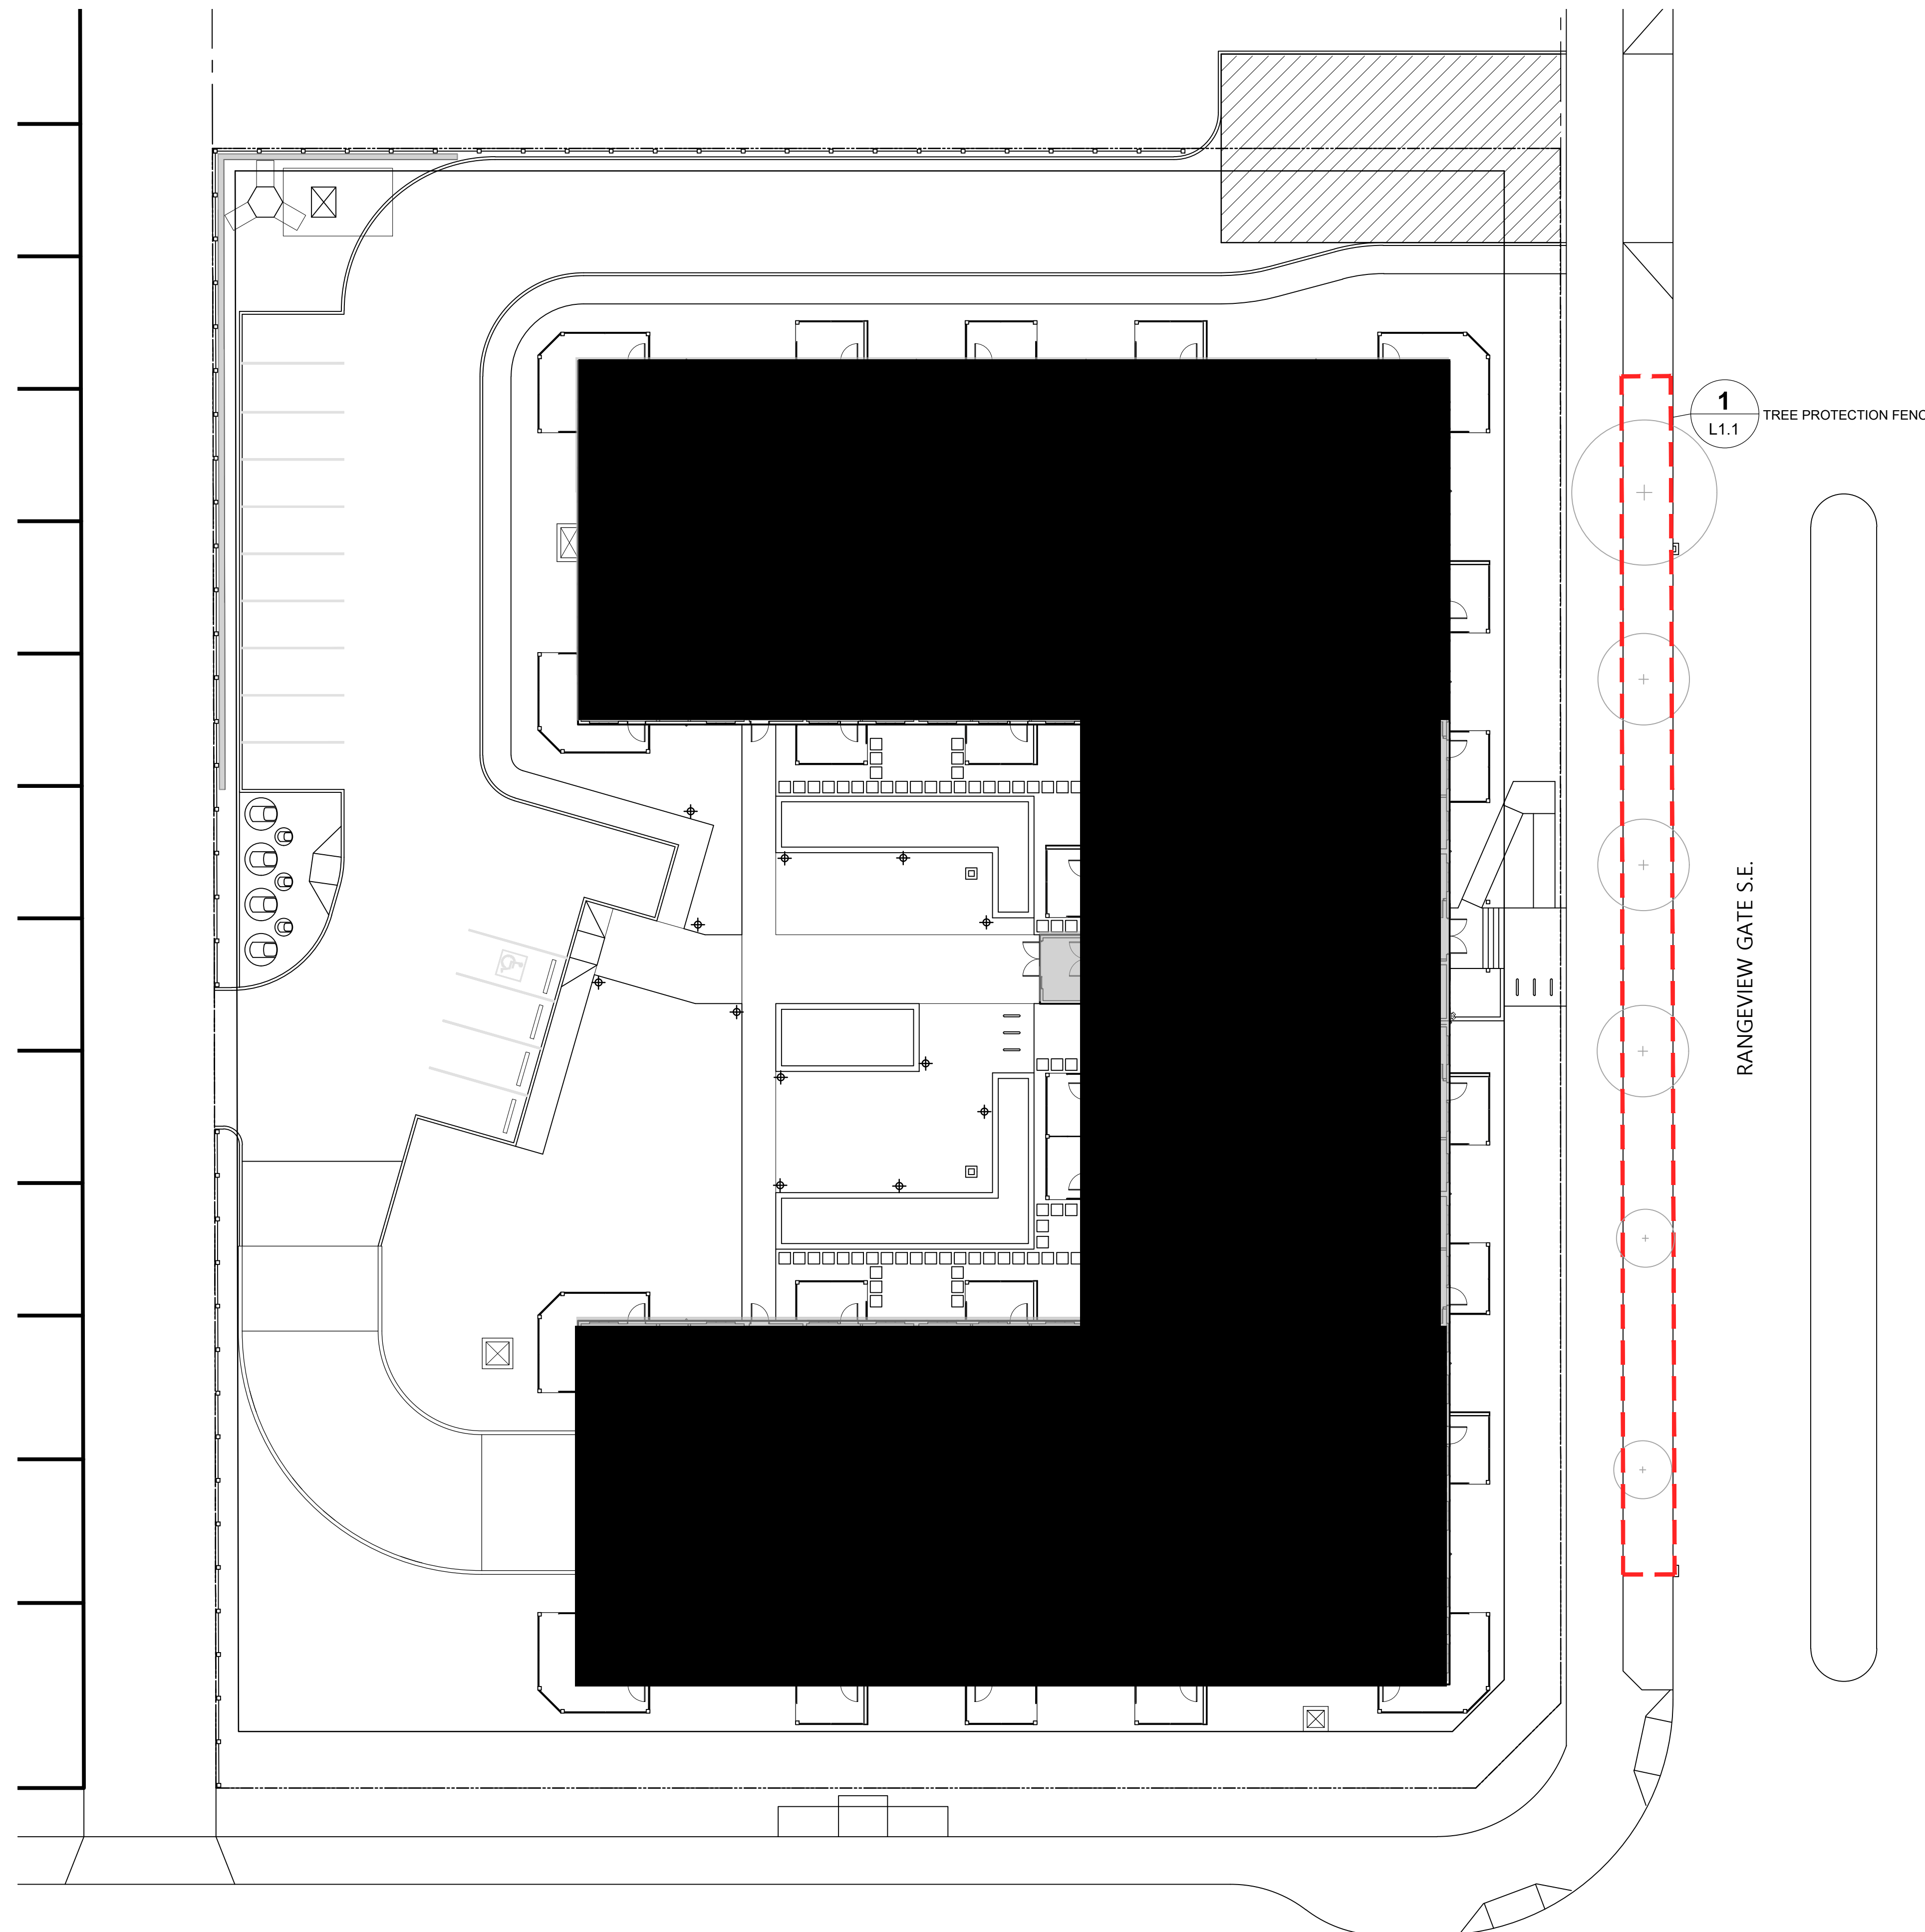 1
L1.1
TREE PROTECTION FENC
RANGEVIEW GATE S.E.